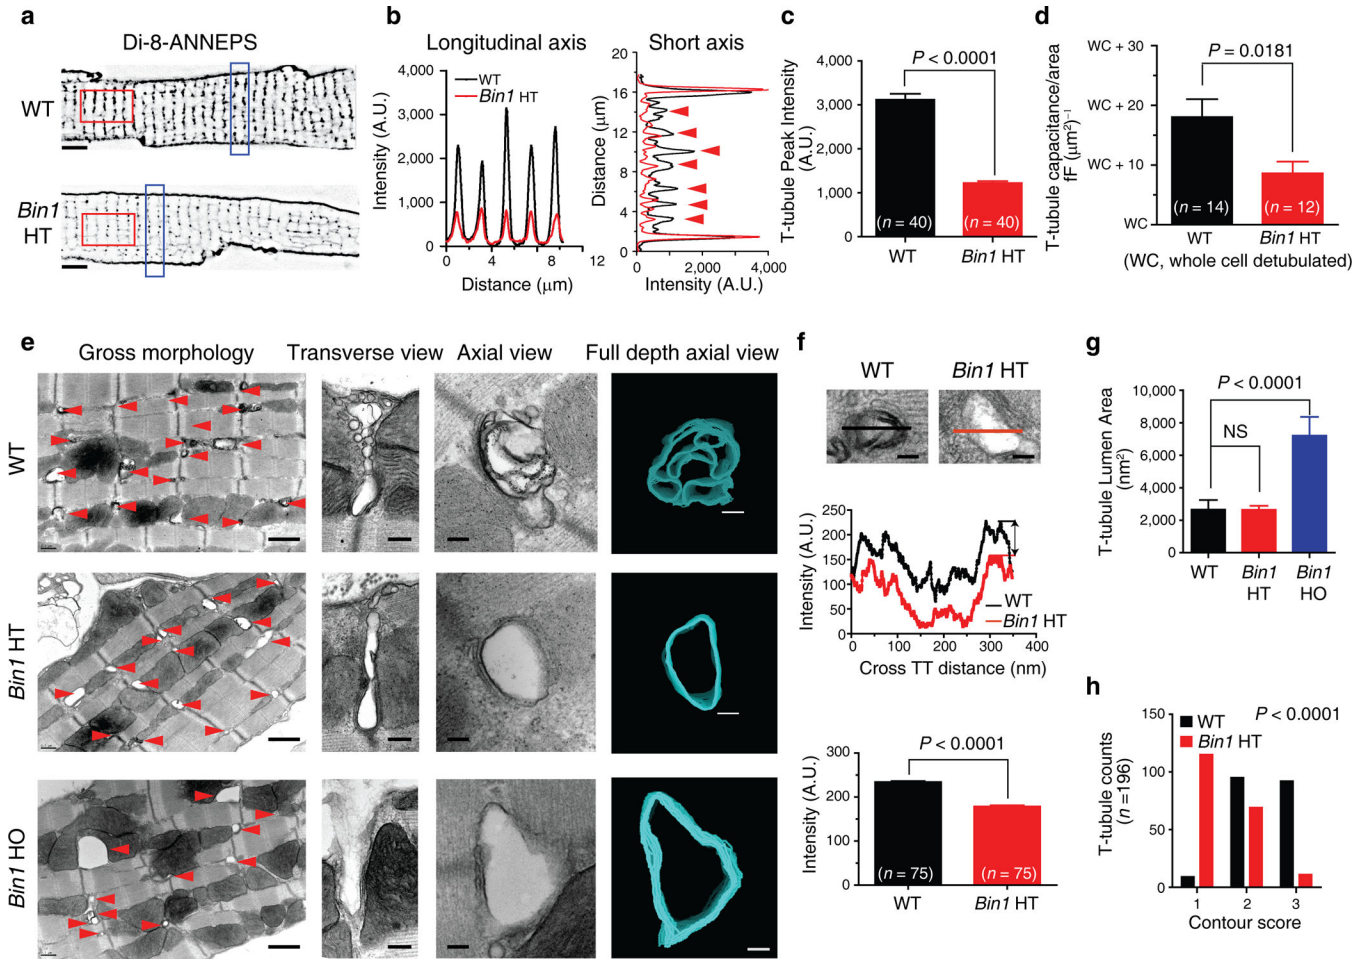 a
Di-8-ANNEPS
WT
Bin1
HT
b
Longitudinal axis
Short axis
WT
Bin1 HT
Intensity (A.U.)
4,000
3,000
2,000
1,000
0
0
4
8
12
Distance (μm)
Distance (μm)
20
16
12
8
4
0
0
2,000
4,000
Intensity (A.U.)
c
P < 0.0001
T-tubule Peak Intensity
(A.U.)
4,000
3,000
2,000
1,000
0
(n = 40)
(n = 40)
WT
Bin1 HT
d
P = 0.0181
T-tubule capacitance/area
fF (μm²)⁻¹
WC + 30
WC + 20
WC + 10
WC
(n = 14)
(n = 12)
WT
Bin1 HT
(WC, whole cell detubulated)
e
Gross morphology
Transverse view
Axial view
Full depth axial view
WT
Bin1 HT
Bin1 HO
f
WT
Bin1 HT
Intensity (A.U.)
250
200
150
100
50
0
WT
Bin1 HT
0
100
200
300
400
Cross TT distance (nm)
P < 0.0001
Intensity (A.U.)
300
200
100
0
(n = 75)
(n = 75)
WT
Bin1 HT
g
P < 0.0001
NS
T-tubule Lumen Area
(nm²)
10,000
8,000
6,000
4,000
2,000
0
WT
Bin1
HT
Bin1
HO
h
WT
Bin1 HT
P < 0.0001
T-tubule counts
(n =196)
150
100
50
0
1
2
3
Contour score